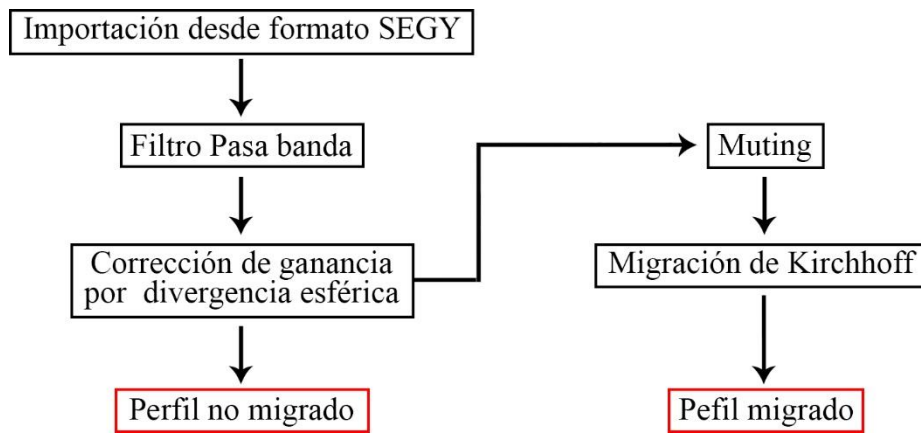 Importación desde formato SEGY
Filtro Pasa banda
Corrección de ganancia
por divergencia esférica
Perfil no migrado
Muting
Migración de Kirchhoff
Pefil migrado